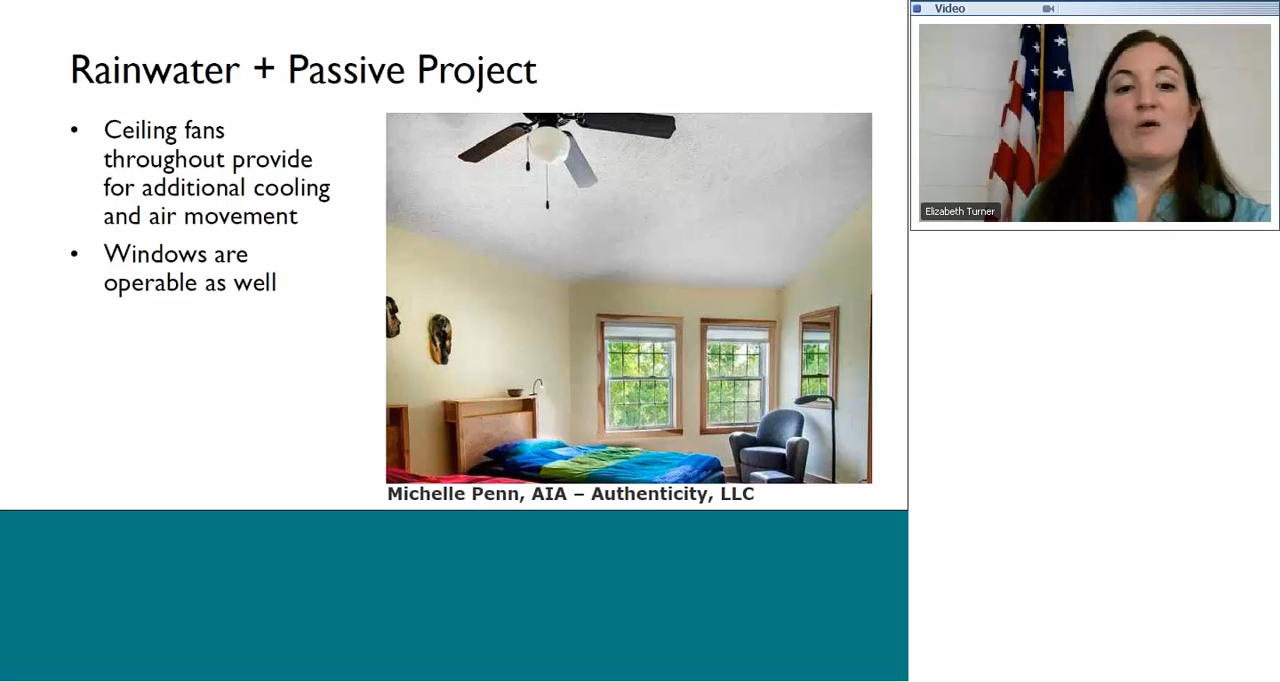 Rainwater + Passive Project
• Ceiling fans
throughout provide
for additional cooling
and air movement
• Windows are
operable as well
Michelle Penn, AIA – Authenticity, LLC
Video
Elizabeth Turner